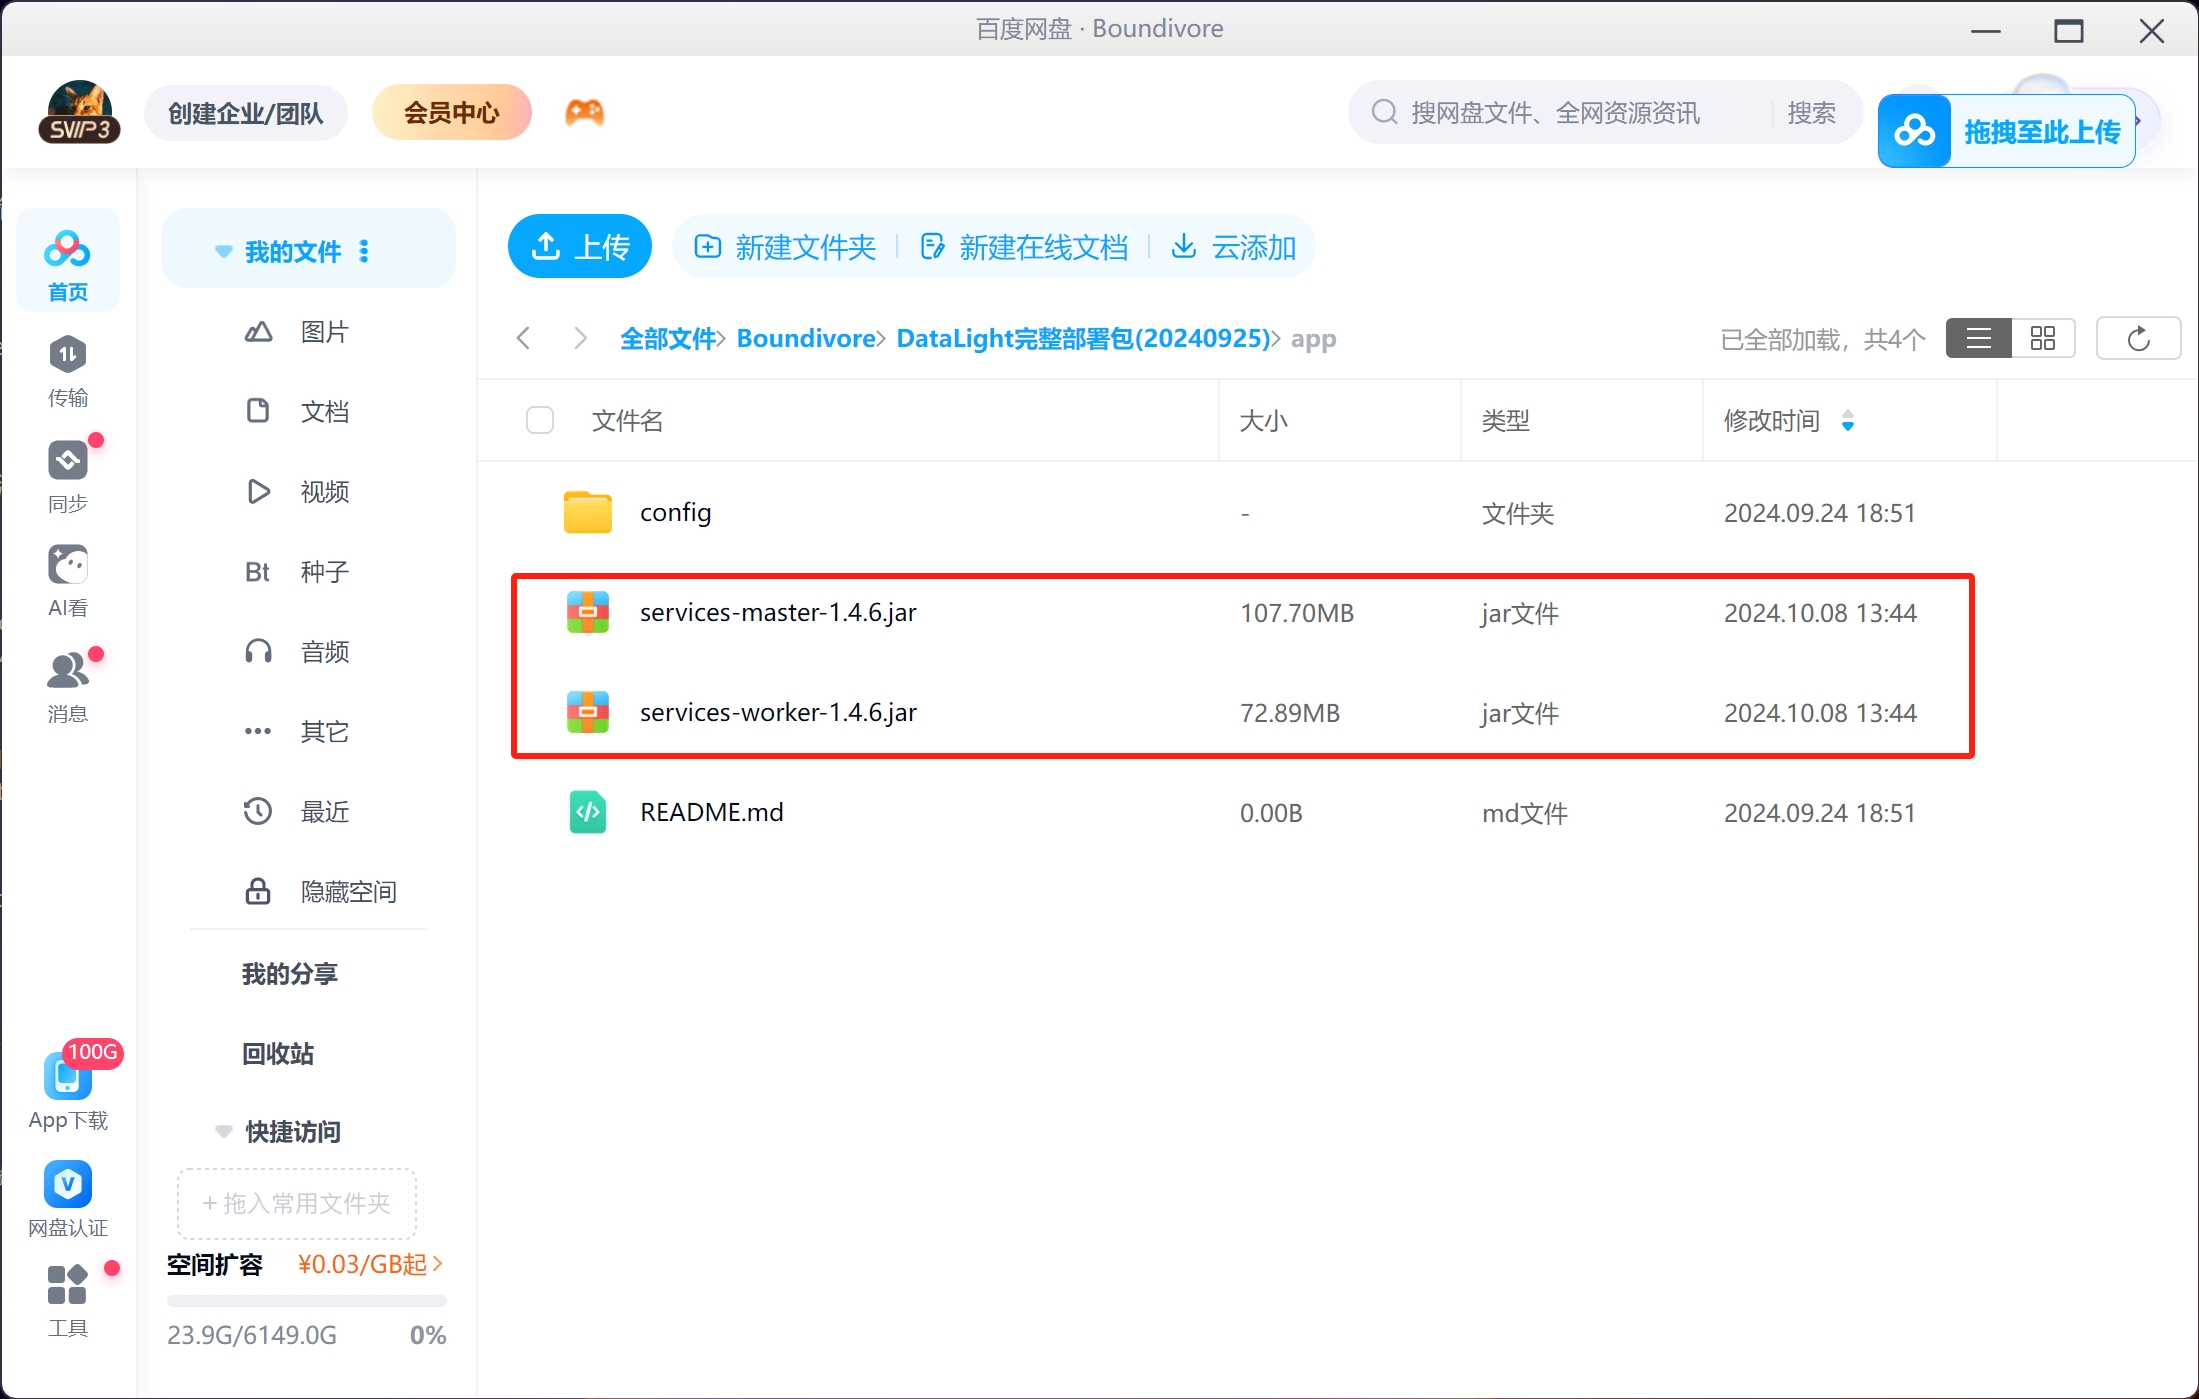 百度网盘 · Boundivore
SVIP3
创建企业/团队
会员中心
搜网盘文件、全网资源资讯
搜索
拖拽至此上传
首页
传输
同步
AI看
消息
100G
App下载
网盘认证
工具
我的文件
图片
文档
视频
Bt 种子
音频
其它
最近
隐藏空间
我的分享
回收站
快捷访问
+ 拖入常用文件夹
空间扩容 ¥0.03/GB起>
23.9G/6149.0G 0%
上传
新建文件夹
新建在线文档
云添加
全部文件> Boundivore> DataLight完整部署包(20240925)> app
已全部加载，共4个
文件名 大小 类型 修改时间
config - 文件夹 2024.09.24 18:51
services-master-1.4.6.jar 107.70MB jar文件 2024.10.08 13:44
services-worker-1.4.6.jar 72.89MB jar文件 2024.10.08 13:44
README.md 0.00B md文件 2024.09.24 18:51